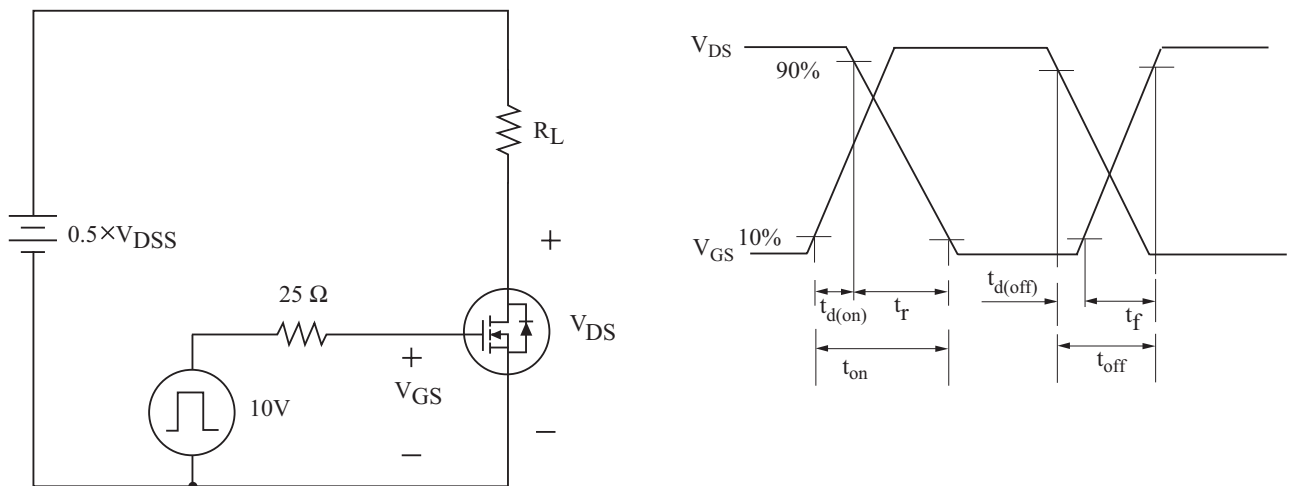 R_L
0.5×V_DSS
25 Ω
V_DS
V_GS
10V
+
−
+
−
V_DS
90%
V_GS
10%
t_d(on)
t_r
t_on
t_d(off)
t_f
t_off